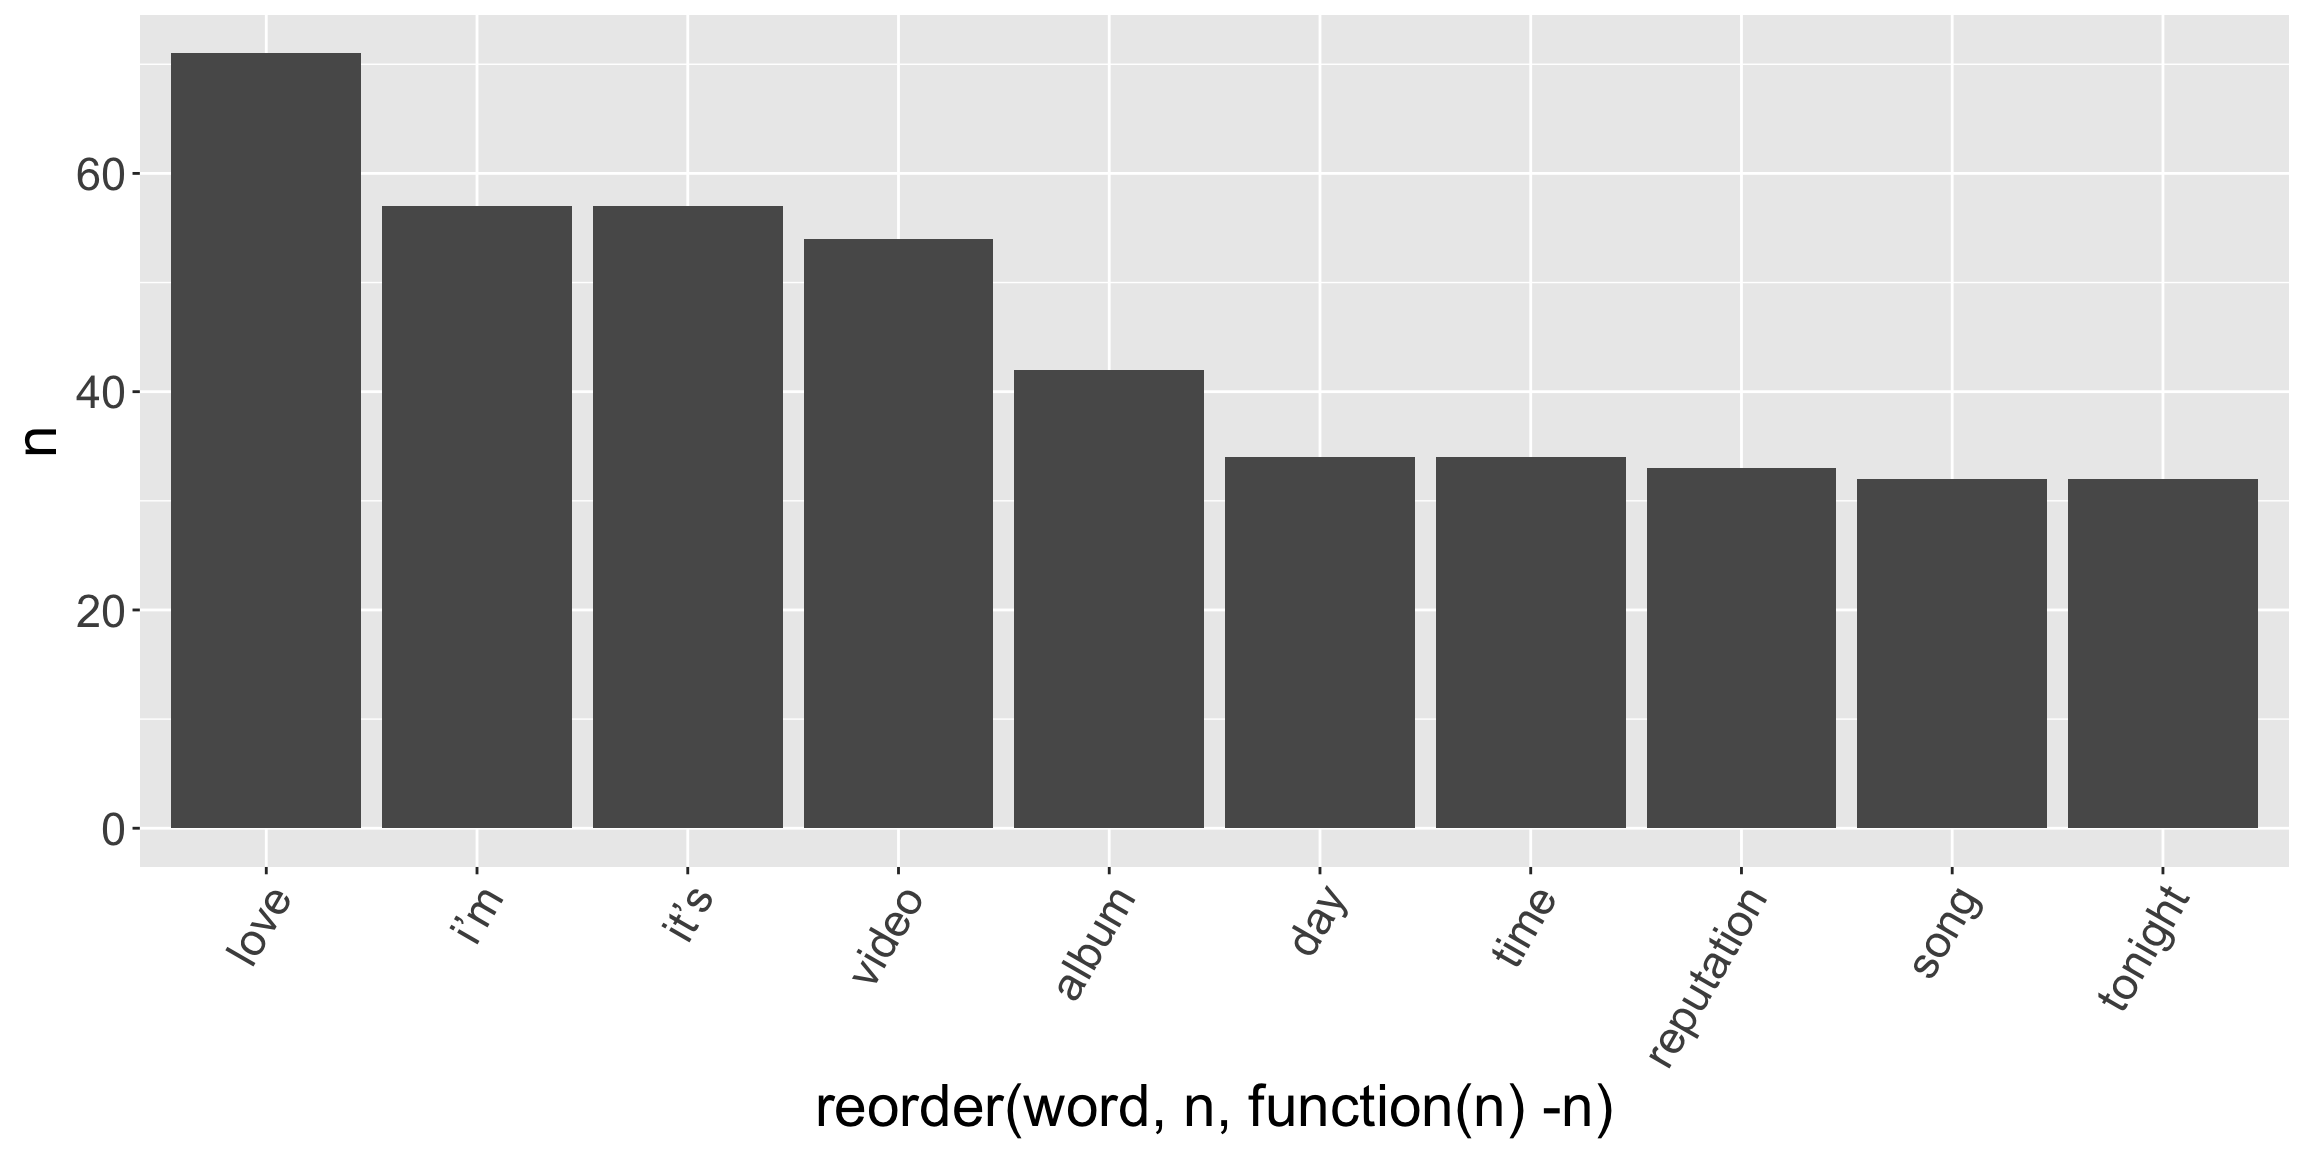 n
60
40
20
0
love
i’m
it’s
video
album
day
time
reputation
song
tonight
reorder(word, n, function(n) -n)